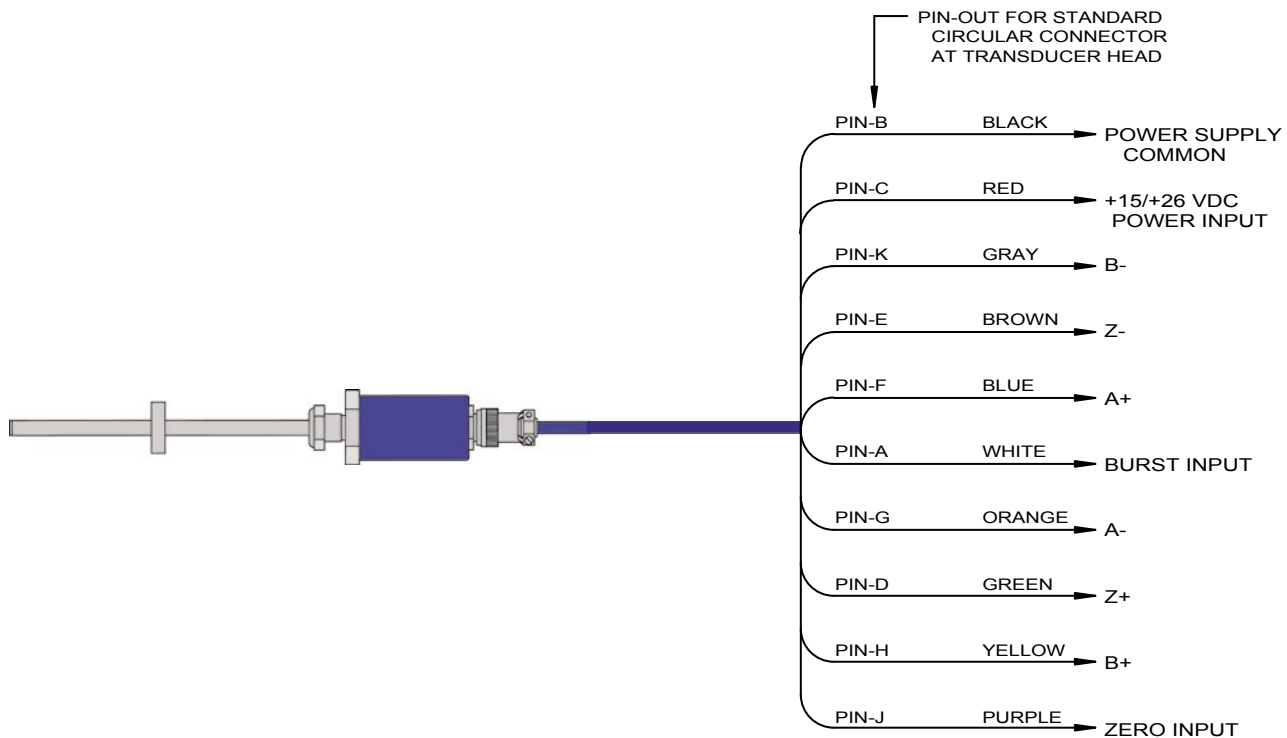 PIN-OUT FOR STANDARD
CIRCULAR CONNECTOR
AT TRANSDUCER HEAD
PIN-B BLACK POWER SUPPLY
COMMON
PIN-C RED +15/+26 VDC
POWER INPUT
PIN-K GRAY B-
PIN-E BROWN Z-
PIN-F BLUE A+
PIN-A WHITE BURST INPUT
PIN-G ORANGE A-
PIN-D GREEN Z+
PIN-H YELLOW B+
PIN-J PURPLE ZERO INPUT